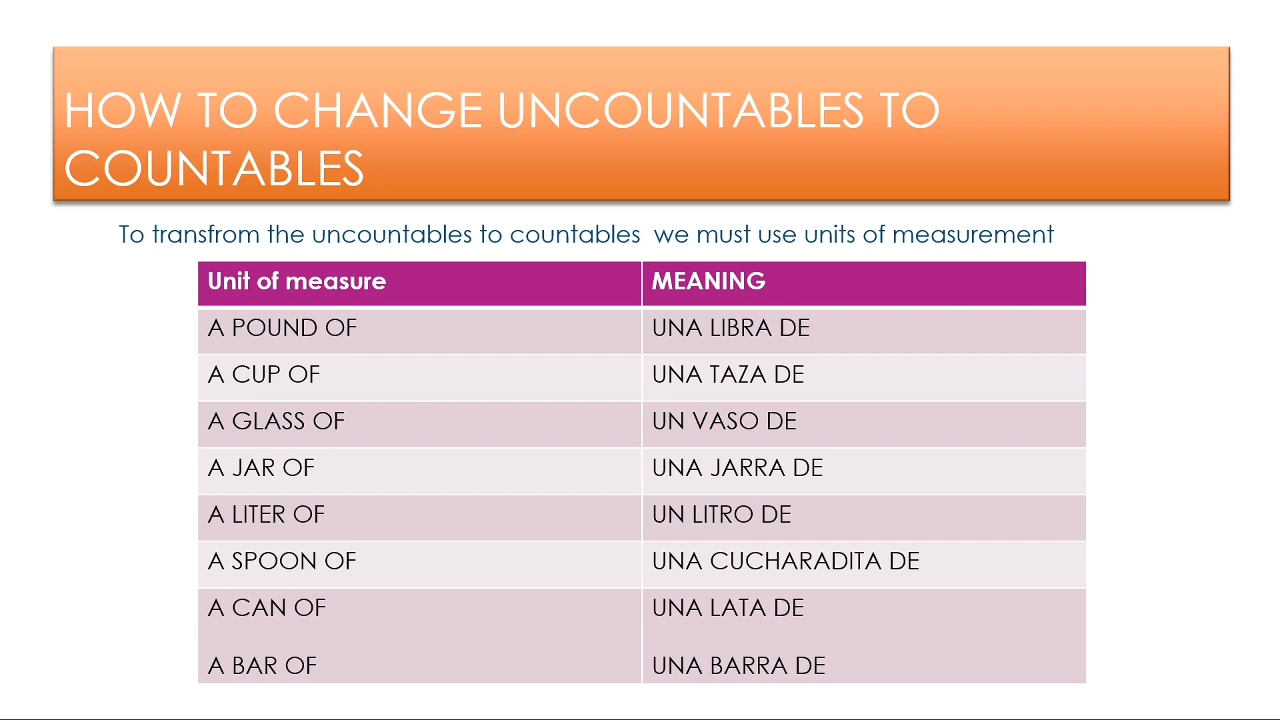 HOW TO CHANGE UNCOUNTABLES TO
COUNTABLES
To transfrom the uncountables to countables we must use units of measurement
Unit of measure MEANING
A POUND OF UNA LIBRA DE
A CUP OF UNA TAZA DE
A GLASS OF UN VASO DE
A JAR OF UNA JARRA DE
A LITER OF UN LITRO DE
A SPOON OF UNA CUCHARADITA DE
A CAN OF UNA LATA DE
A BAR OF UNA BARRA DE